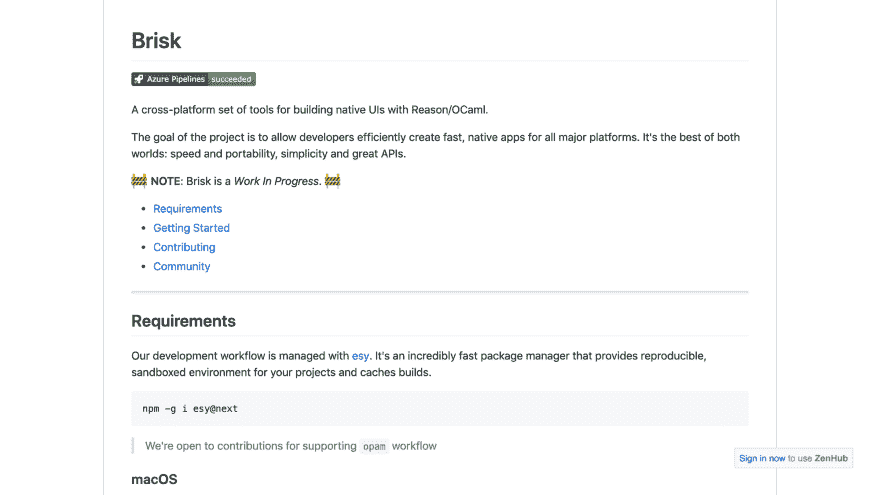 Brisk
Azure Pipelines succeeded
A cross-platform set of tools for building native UIs with Reason/OCaml.
The goal of the project is to allow developers efficiently create fast, native apps for all major platforms. It's the best of both
worlds: speed and portability, simplicity and great APIs.
🚧 NOTE: Brisk is a Work In Progress. 🚧
• Requirements
• Getting Started
• Contributing
• Community
Requirements
Our development workflow is managed with esy. It's an incredibly fast package manager that provides reproducible,
sandboxed environment for your projects and caches builds.
npm -g i esy@next
We're open to contributions for supporting opam workflow
Sign in now to use ZenHub
macOS